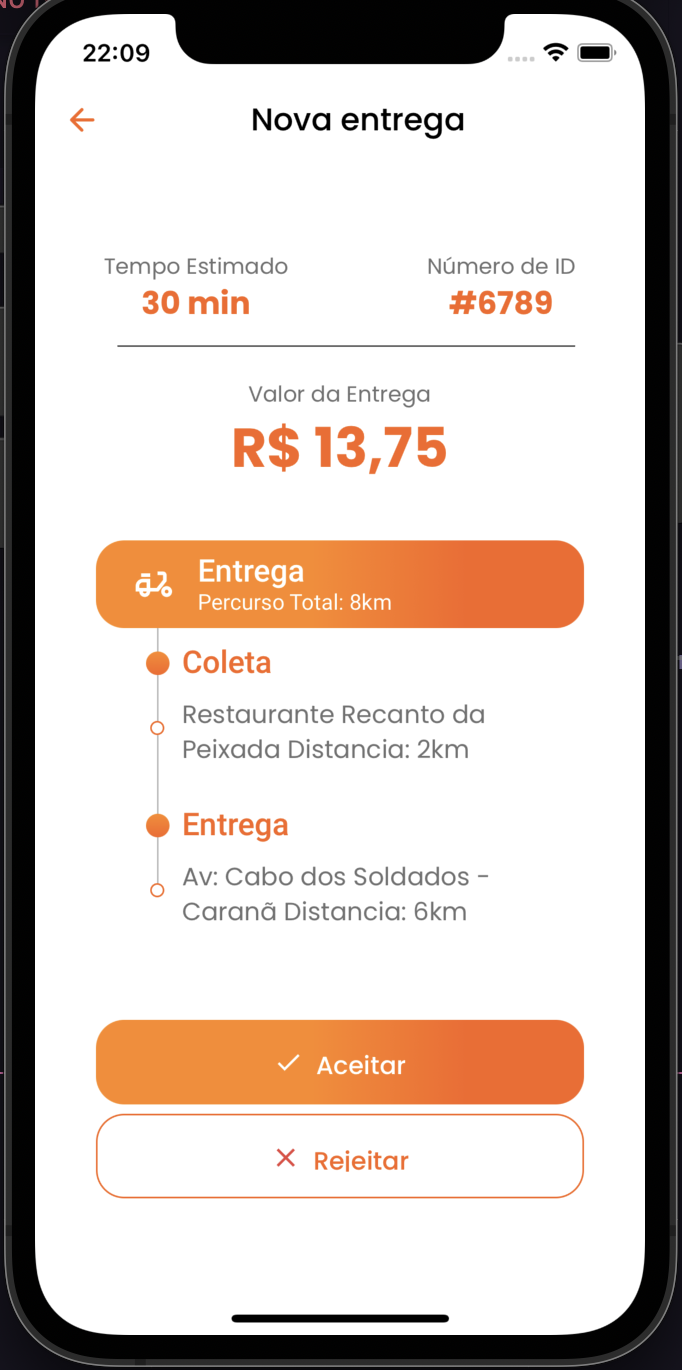 22:09
Nova entrega
Tempo Estimado
30 min
Número de ID
#6789
Valor da Entrega
R$ 13,75
Entrega
Percurso Total: 8km
Coleta
Restaurante Recanto da
Peixada Distancia: 2km
Entrega
Av: Cabo dos Soldados -
Caranã Distancia: 6km
Aceitar
Rejeitar